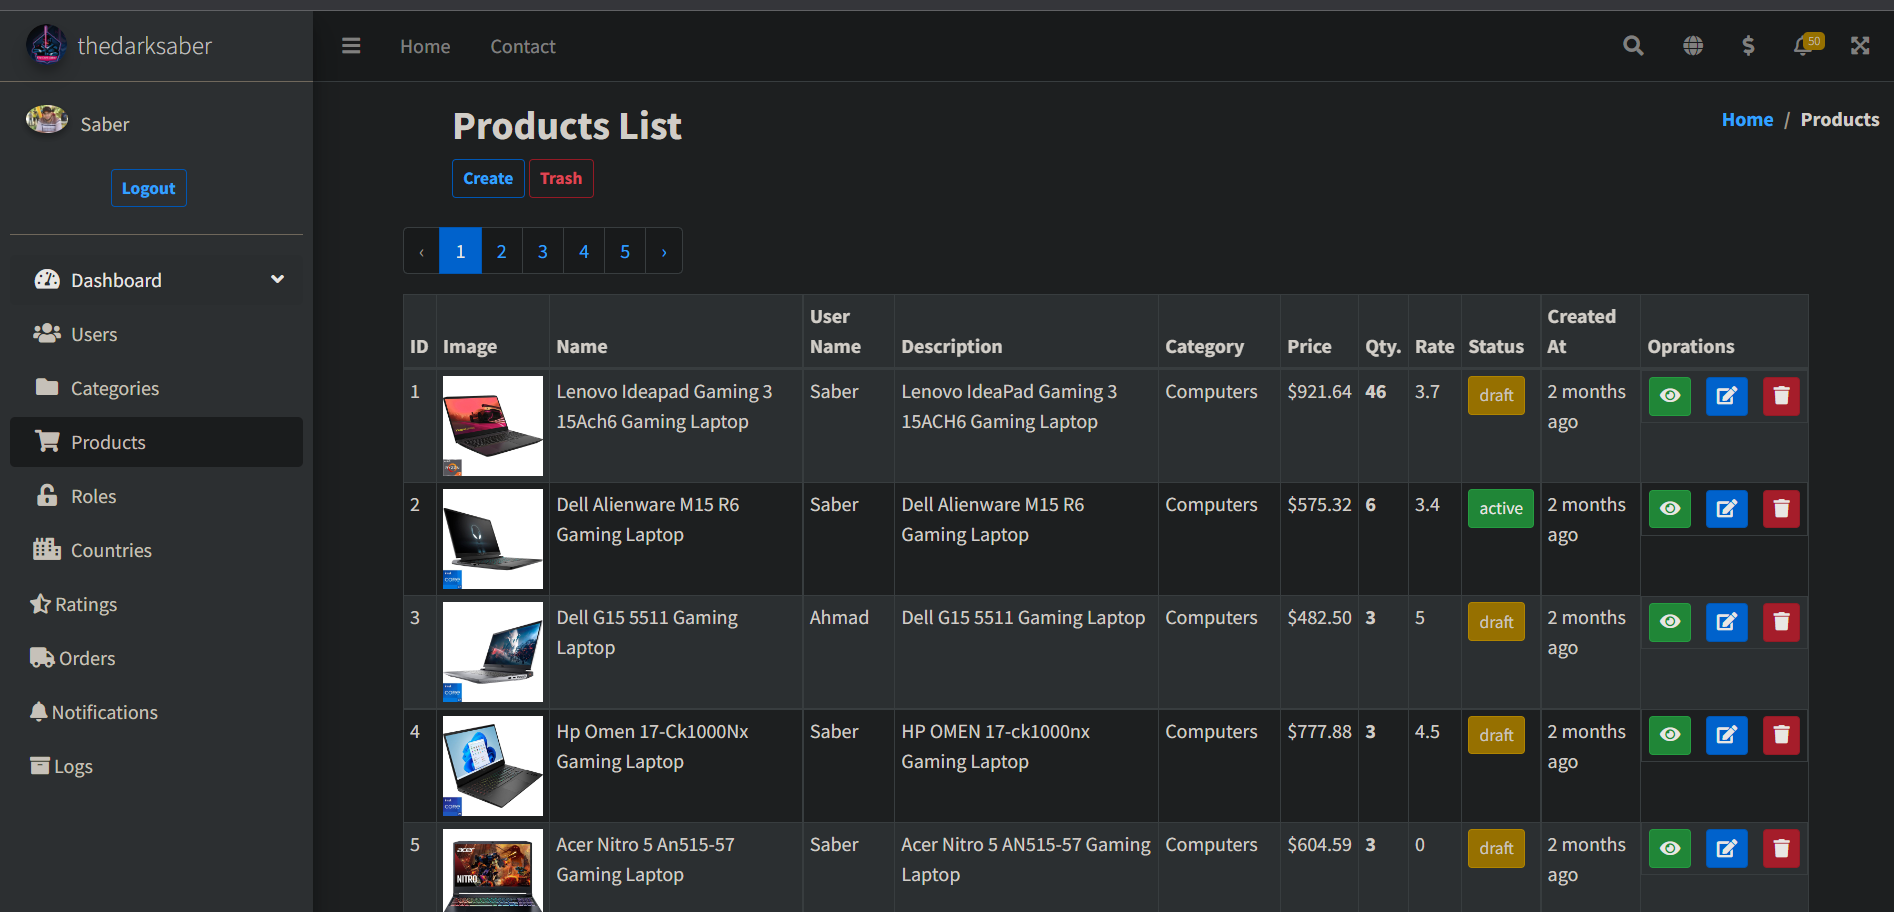 thedarksaber
Home
Contact
50
Saber
Logout
Dashboard
Users
Categories
Products
Roles
Countries
Ratings
Orders
Notifications
Logs
Products List
Home / Products
Create
Trash
‹ 1 2 3 4 5 ›
ID Image Name User Name Description Category Price Qty. Rate Status Created At Oprations
1 Lenovo Ideapad Gaming 3 Saber Lenovo IdeaPad Gaming 3 Computers $921.64 46 3.7 draft 2 months
15Ach6 Gaming Laptop 15ACH6 Gaming Laptop ago
2 Dell Alienware M15 R6 Saber Dell Alienware M15 R6 Computers $575.32 6 3.4 active 2 months
Gaming Laptop Gaming Laptop ago
3 Dell G15 5511 Gaming Ahmad Dell G15 5511 Gaming Laptop Computers $482.50 3 5 draft 2 months
Laptop ago
4 Hp Omen 17-Ck1000Nx Saber HP OMEN 17-ck1000nx Computers $777.88 3 4.5 draft 2 months
Gaming Laptop Gaming Laptop ago
5 Acer Nitro 5 An515-57 Saber Acer Nitro 5 AN515-57 Gaming Computers $604.59 3 0 draft 2 months
Gaming Laptop Laptop ago
acer
NITRO